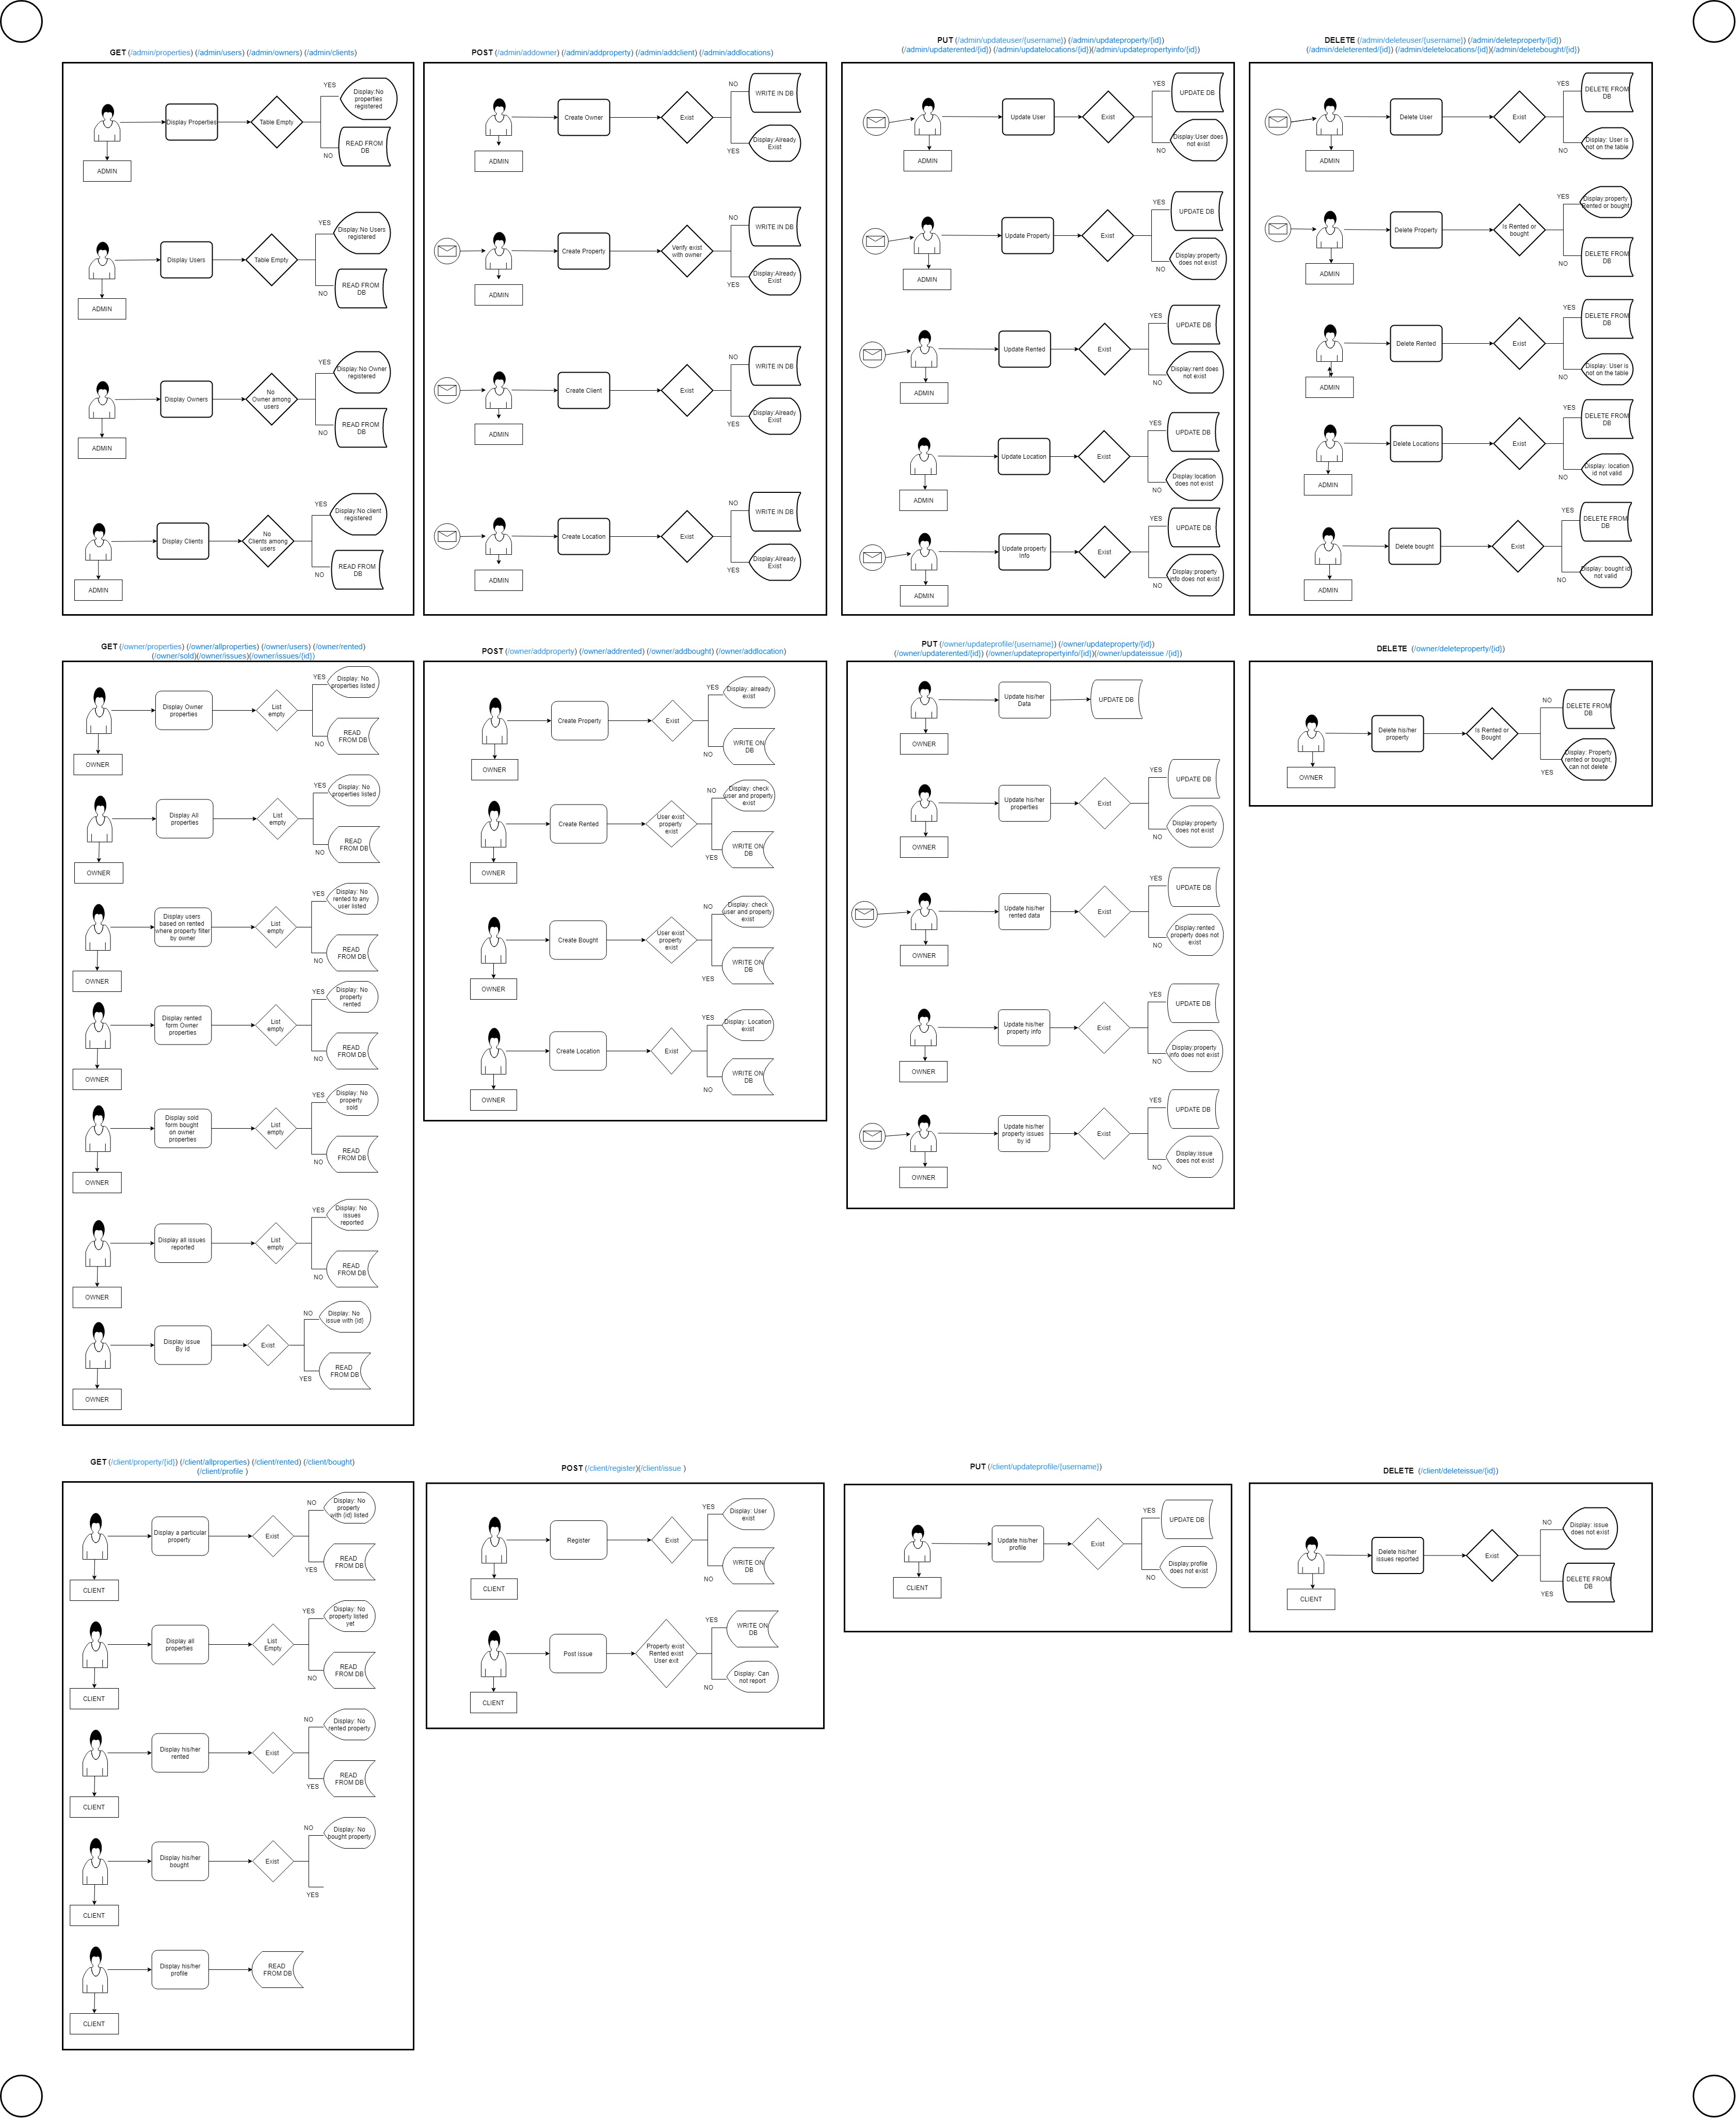 GET (/admin/properties) (/admin/users) (/admin/owners) (/admin/clients)
YES
Display:No
properties
registered
Display Properties
Table Empty
READ FROM
DB
NO
ADMIN
YES
Display:No Users
registered
Display Users
Table Empty
READ FROM
DB
NO
ADMIN
YES
Display:No Owner
registered
Display Owners
No
Owner among
users
READ FROM
DB
NO
ADMIN
YES
Display:No client
registered
Display Clients
No
Clients among
users
READ FROM
DB
NO
ADMIN
POST (/admin/addowner) (/admin/addproperty) (/admin/addclient) (/admin/addlocations)
NO
WRITE IN DB
Create Owner
Exist
Display:Already
Exist
YES
ADMIN
NO
WRITE IN DB
Create Property
Verify exist
with owner
Display:Already
Exist
YES
ADMIN
NO
WRITE IN DB
Create Client
Exist
Display:Already
Exist
YES
ADMIN
NO
WRITE IN DB
Create Location
Exist
Display:Already
Exist
YES
ADMIN
PUT (/admin/updateuser/{username}) (/admin/updateproperty/{id})
(/admin/updaterented/{id}) (/admin/updatelocations/{id})(/admin/updatepropertyinfo/{id})
YES
UPDATE DB
Update User
Exist
Display:User does
not exist
NO
ADMIN
YES
UPDATE DB
Update Property
Exist
Display:property
does not exist
NO
ADMIN
YES
UPDATE DB
Update Rented
Exist
Display:rent does
not exist
NO
ADMIN
YES
UPDATE DB
Update Location
Exist
Display:location
does not exist
NO
ADMIN
YES
UPDATE DB
Update property
Info
Exist
Display:property
info does not exist
NO
ADMIN
DELETE (/admin/deleteuser/{username}) (/admin/deleteproperty/{id})
(/admin/deleterented/{id}) (/admin/deletelocations/{id})(/admin/deletebought/{id})
YES
DELETE FROM
DB
Delete User
Exist
Display: User is
not on the table
NO
ADMIN
YES
Display:property
Rented or bought
Delete Property
Is Rented or
bought
DELETE FROM
DB
NO
ADMIN
YES
DELETE FROM
DB
Delete Rented
Exist
Display: User is
not on the table
NO
ADMIN
YES
DELETE FROM
DB
Delete Locations
Exist
Display: location
id not valid
NO
ADMIN
YES
DELETE FROM
DB
Delete bought
Exist
Display: bought id
not valid
NO
ADMIN
GET (/owner/properties) (/owner/allproperties) (/owner/users) (/owner/rented)
(/owner/sold)(/owner/issues)(/owner/issues/{id})
YES
Display: No
properties listed
Display Owner
properties
List
empty
READ
FROM DB
NO
OWNER
YES
Display: No
properties listed
Display All
properties
List
empty
READ
FROM DB
NO
OWNER
YES
Display: No
rented to any
user listed
Display users
based on rented
where property filter
by owner
List
empty
READ
FROM DB
NO
OWNER
YES
Display: No
property
rented
Display rented
form Owner
properties
List
empty
READ
FROM DB
NO
OWNER
YES
Display: No
property
sold
Display sold
form bought
on owner
properties
List
empty
READ
FROM DB
NO
OWNER
YES
Display: No
issues
reported
Display all issues
reported
List
empty
READ
FROM DB
NO
OWNER
NO
Display: No
issue with {id}
Display issue
By Id
Exist
READ
FROM DB
YES
OWNER
POST (/owner/addproperty) (/owner/addrented) (/owner/addbought) (/owner/addlocation)
YES
Display: already
exist
Create Property
Exist
WRITE ON
DB
NO
OWNER
NO
Display: check
user and property
exist
Create Rented
User exist
property
exist
WRITE ON
DB
YES
OWNER
NO
Display: check
user and property
exist
Create Bought
User exist
property
exist
WRITE ON
DB
YES
OWNER
YES
Display: Location
exist
Create Location
Exist
WRITE ON
DB
NO
OWNER
PUT (/owner/updateprofile/{username}) (/owner/updateproperty/{id})
(/owner/updaterented/{id}) (/owner/updatepropertyinfo/{id})(/owner/updateissue /{id})
Update his/her
Data
UPDATE DB
OWNER
YES
UPDATE DB
Update his/her
properties
Exist
Display:property
does not exist
NO
OWNER
YES
UPDATE DB
Update his/her
rented data
Exist
Display:rented
property does not
exist
NO
OWNER
YES
UPDATE DB
Update his/her
property info
Exist
Display:property
info does not exist
NO
OWNER
YES
UPDATE DB
Update his/her
property issues
by id
Exist
Display:issue
does not exist
NO
OWNER
DELETE (/owner/deleteproperty/{id})
NO
DELETE FROM
DB
Delete his/her
property
Is Rented or
Bought
Display: Property
rented or bought,
can not delete
YES
OWNER
GET (/client/property/{id}) (/client/allproperties) (/client/rented) (/client/bought)
(/client/profile )
NO
Display: No
property
with {id} listed
Display a particular
property
Exist
READ
FROM DB
YES
CLIENT
YES
Display: No
property listed
yet
Display all
properties
List
Empty
READ
FROM DB
NO
CLIENT
NO
Display: No
rented property
Display his/her
rented
Exist
READ
FROM DB
YES
CLIENT
NO
Display: No
bought property
Display his/her
bought
Exist
YES
CLIENT
Display his/her
profile
READ
FROM DB
CLIENT
POST (/client/register)(/client/issue )
YES
Display: User
exist
Register
Exist
WRITE ON
DB
NO
CLIENT
YES
WRITE ON
DB
Post Issue
Property exist
Rented exist
User exit
Display: Can
not report
NO
CLIENT
PUT (/client/updateprofile/{username})
YES
UPDATE DB
Update his/her
profile
Exist
Display:profile
does not exist
NO
CLIENT
DELETE (/client/deleteissue/{id})
NO
Display: issue
does not exist
Delete his/her
issues reported
Exist
DELETE FROM
DB
YES
CLIENT